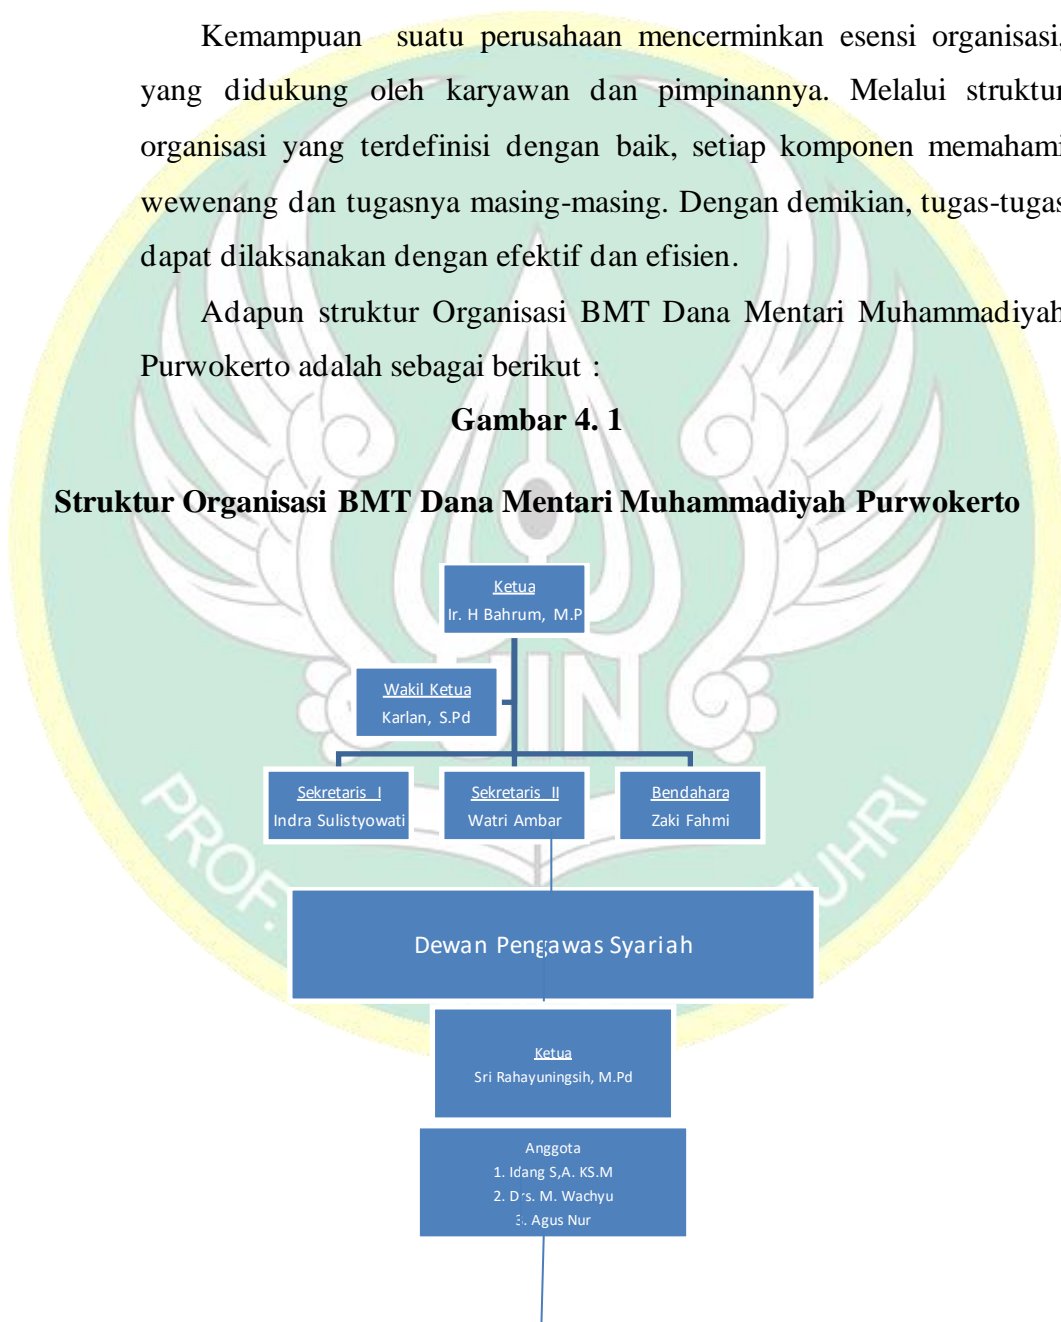 Kemampuan suatu perusahaan mencerminkan esensi organisasi,
yang didukung oleh karyawan dan pimpinannya. Melalui struktur
organisasi yang terdefinisi dengan baik, setiap komponen memahami
wewenang dan tugasnya masing-masing. Dengan demikian, tugas-tugas
dapat dilaksanakan dengan efektif dan efisien.
Adapun struktur Organisasi BMT Dana Mentari Muhammadiyah
Purwokerto adalah sebagai berikut :
Gambar 4. 1
Struktur Organisasi BMT Dana Mentari Muhammadiyah Purwokerto
Ketua
Ir. H Bahrum, M.P
Wakil Ketua
Karlan, S.Pd
UIN
Sekretaris I
Indra Sulistyowati
Sekretaris II
Watri Ambar
Bendahara
Zaki Fahmi
PROF.
UHRI
Dewan Pengawas Syariah
Ketua
Sri Rahayuningsih, M.Pd
Anggota
1. Idang S,A. KS.M
2. Drs. M. Wachyu
3. Agus Nur